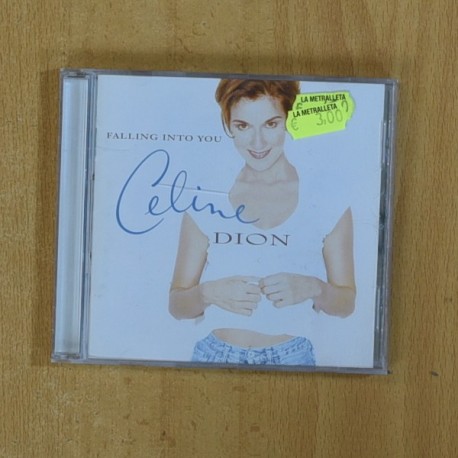 LA METRALLETA
LA METRALLETA
€ 3,00
FALLING INTO YOU
Celine
DION